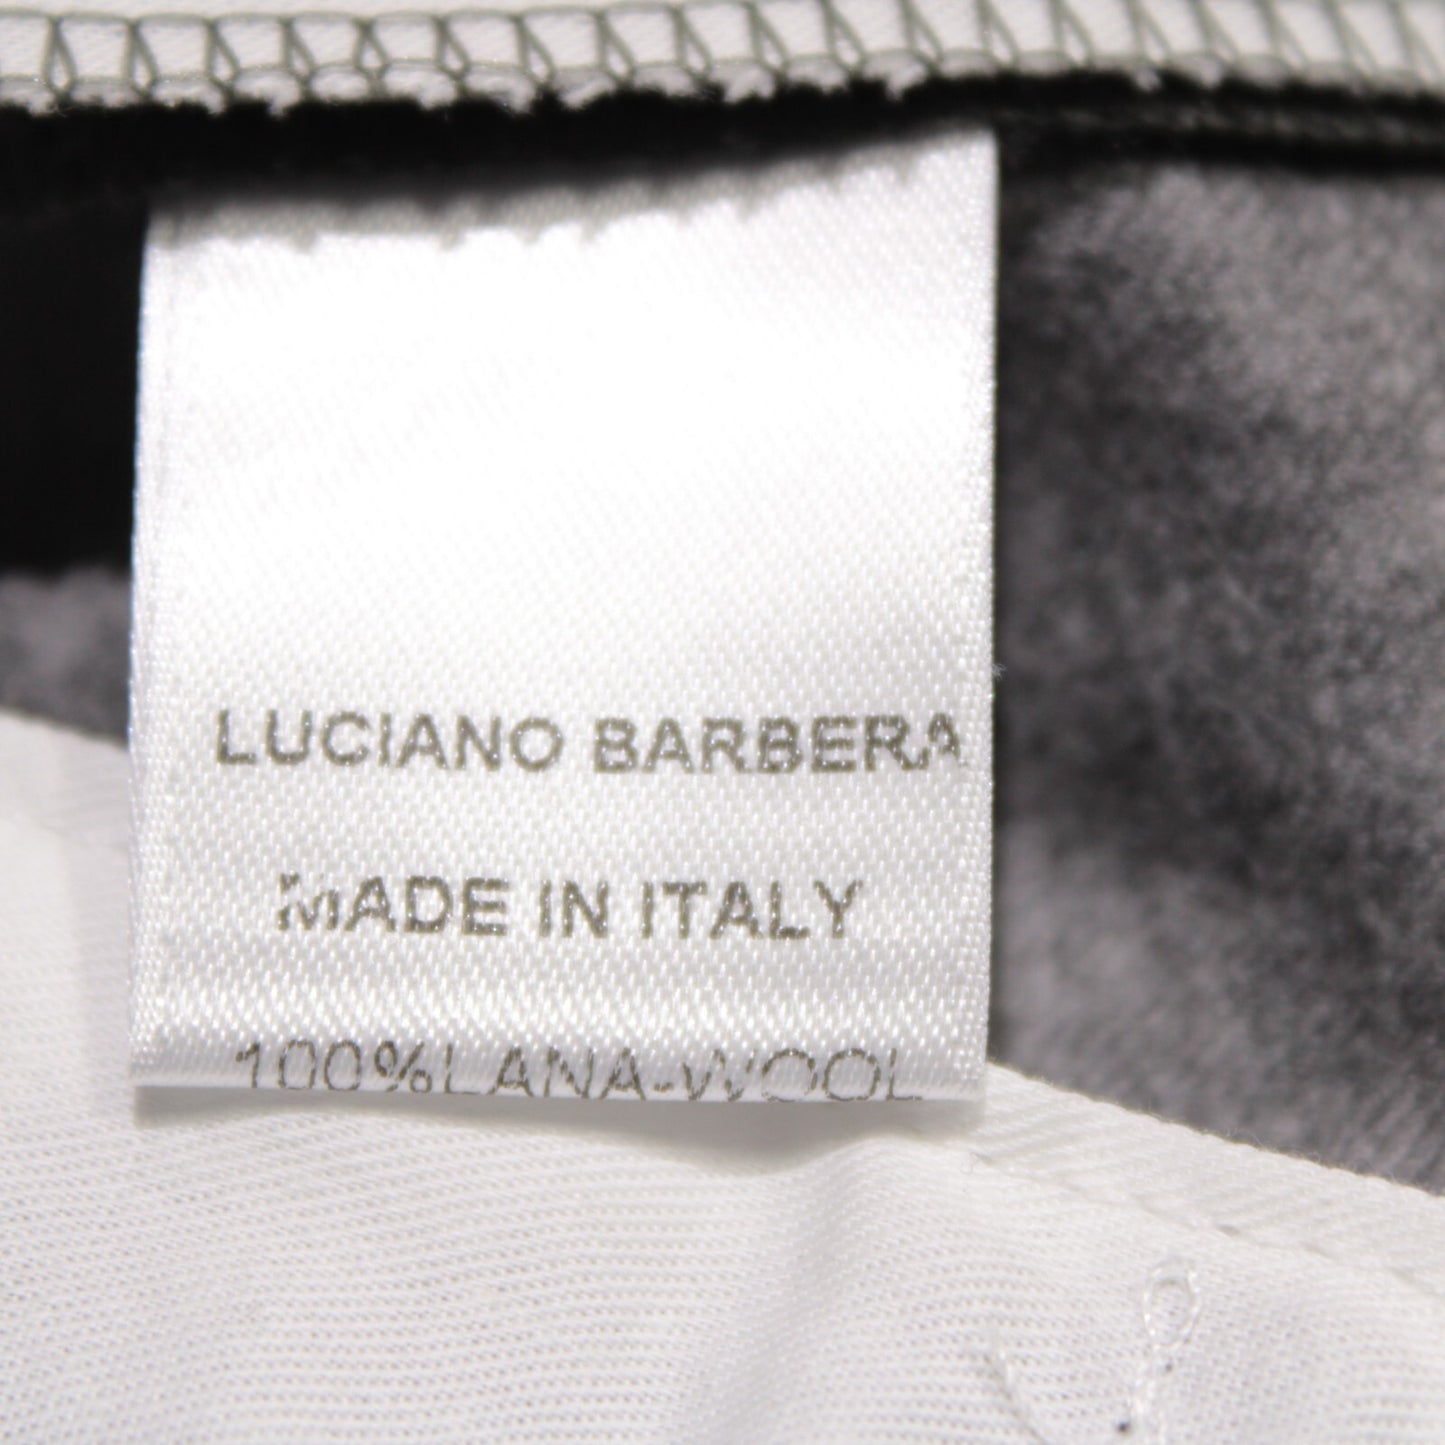 LUCIANO BARBERA
MADE IN ITALY
100%LANA-WOOL